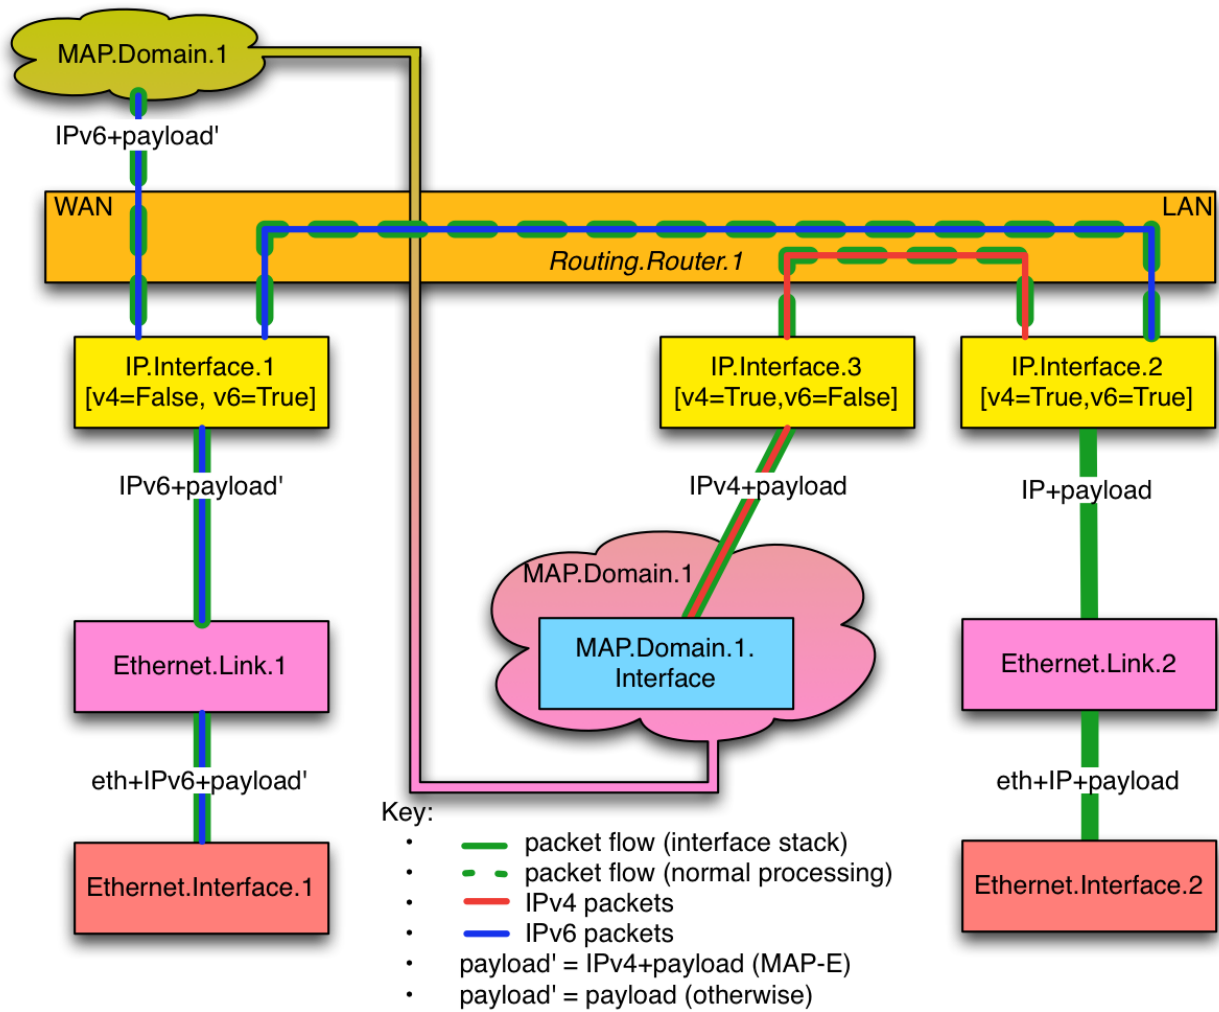 MAP.Domain.1
IPv6+payload'
WAN
LAN
Routing.Router.1
IP.Interface.1
[v4=False, v6=True]
IP.Interface.3
[v4=True,v6=False]
IP.Interface.2
[v4=True,v6=True]
IPv6+payload'
IPv4+payload
IP+payload
MAP.Domain.1
MAP.Domain.1.
Interface
Ethernet.Link.1
Ethernet.Link.2
eth+IPv6+payload'
eth+IP+payload
Ethernet.Interface.1
Ethernet.Interface.2
Key:
• packet flow (interface stack)
• packet flow (normal processing)
• IPv4 packets
• IPv6 packets
• payload' = IPv4+payload (MAP-E)
• payload' = payload (otherwise)